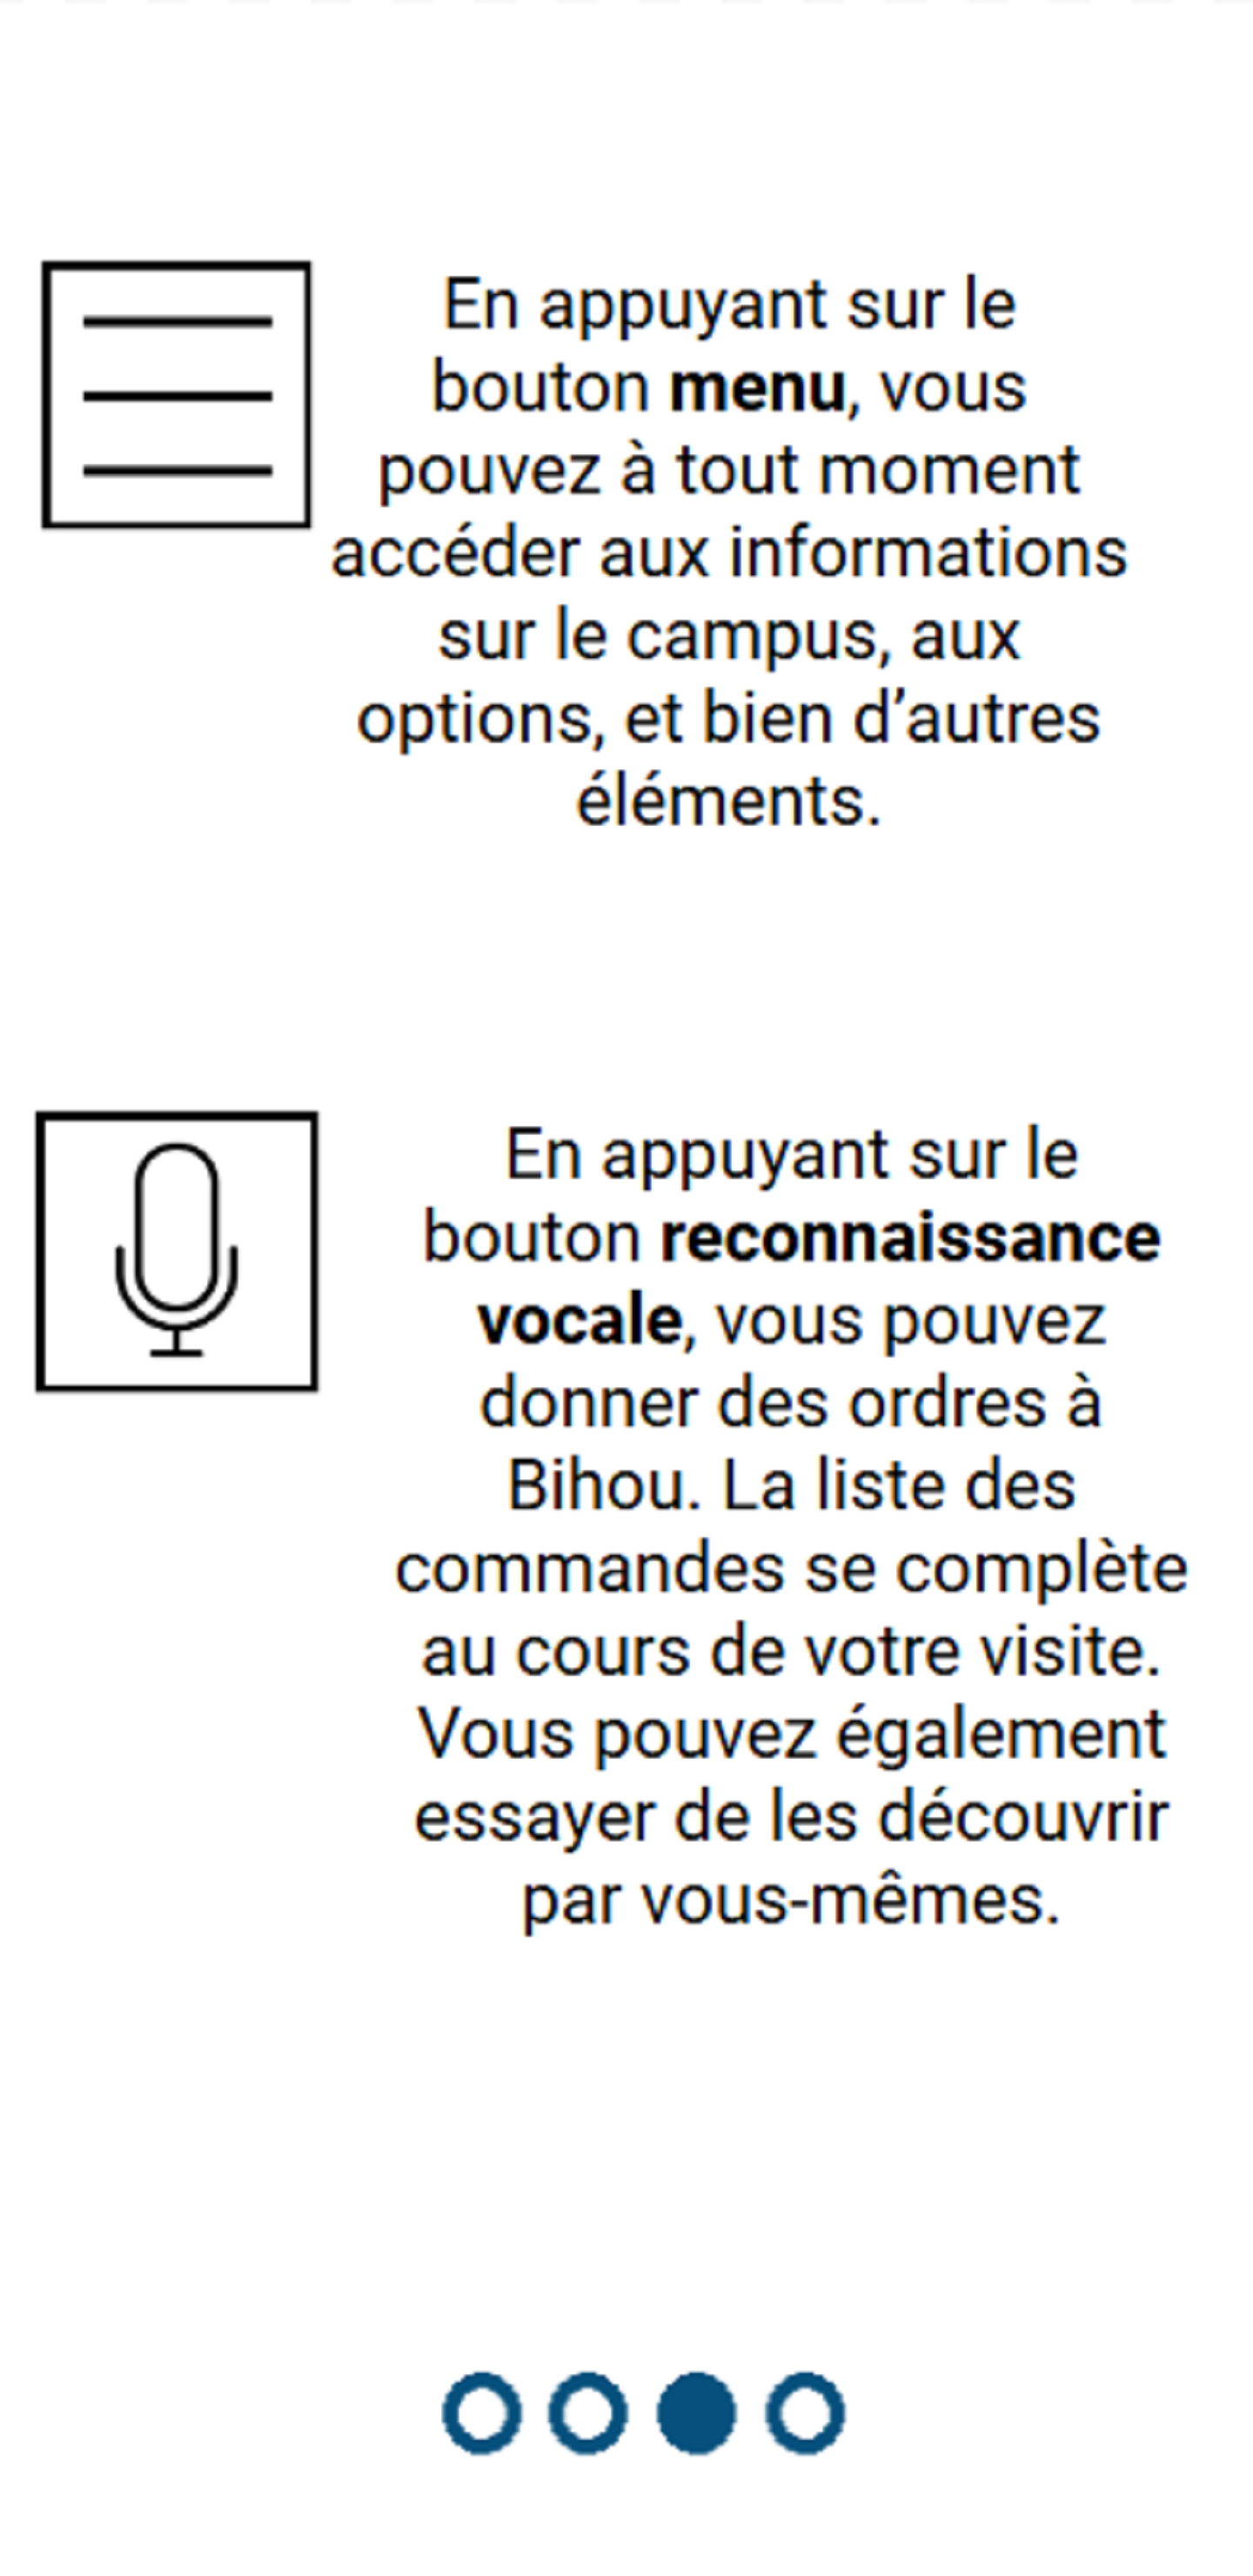 En appuyant sur le
bouton menu, vous
pouvez à tout moment
accéder aux informations
sur le campus, aux
options, et bien d’autres
éléments.
En appuyant sur le
bouton reconnaissance
vocale, vous pouvez
donner des ordres à
Bihou. La liste des
commandes se complète
au cours de votre visite.
Vous pouvez également
essayer de les découvrir
par vous-mêmes.